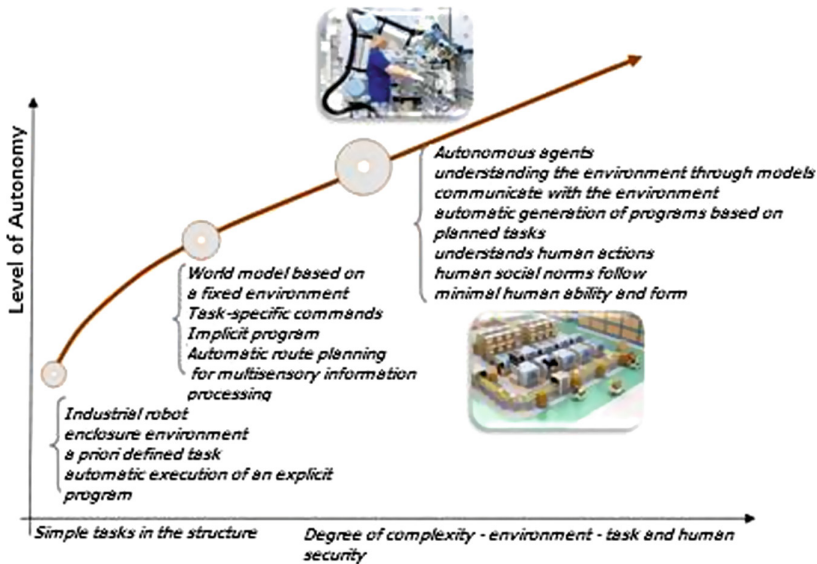 Level of Autonomy
Autonomous agents
understanding the environment through models
communicate with the environment
automatic generation of programs based on
planned tasks
understands human actions
human social norms follow
minimal human ability and form
World model based on
a fixed environment
Task-specific commands
Implicit program
Automatic route planning
for multisensory information
processing
Industrial robot
enclosure environment
a priori defined task
automatic execution of an explicit
program
Simple tasks in the structure
Degree of complexity - environment - task and human
security